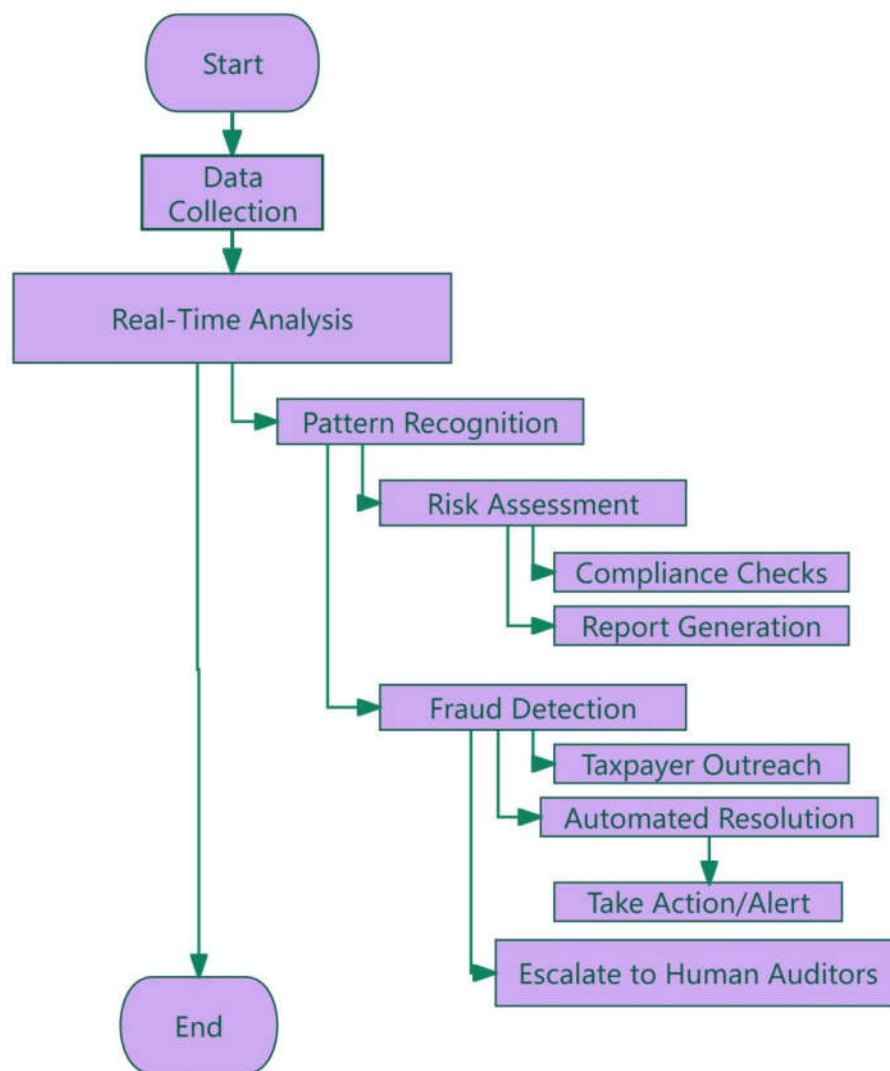 Start
Data
Collection
Real-Time Analysis
Pattern Recognition
Risk Assessment
Compliance Checks
Report Generation
Fraud Detection
Taxpayer Outreach
Automated Resolution
Take Action/Alert
Escalate to Human Auditors
End